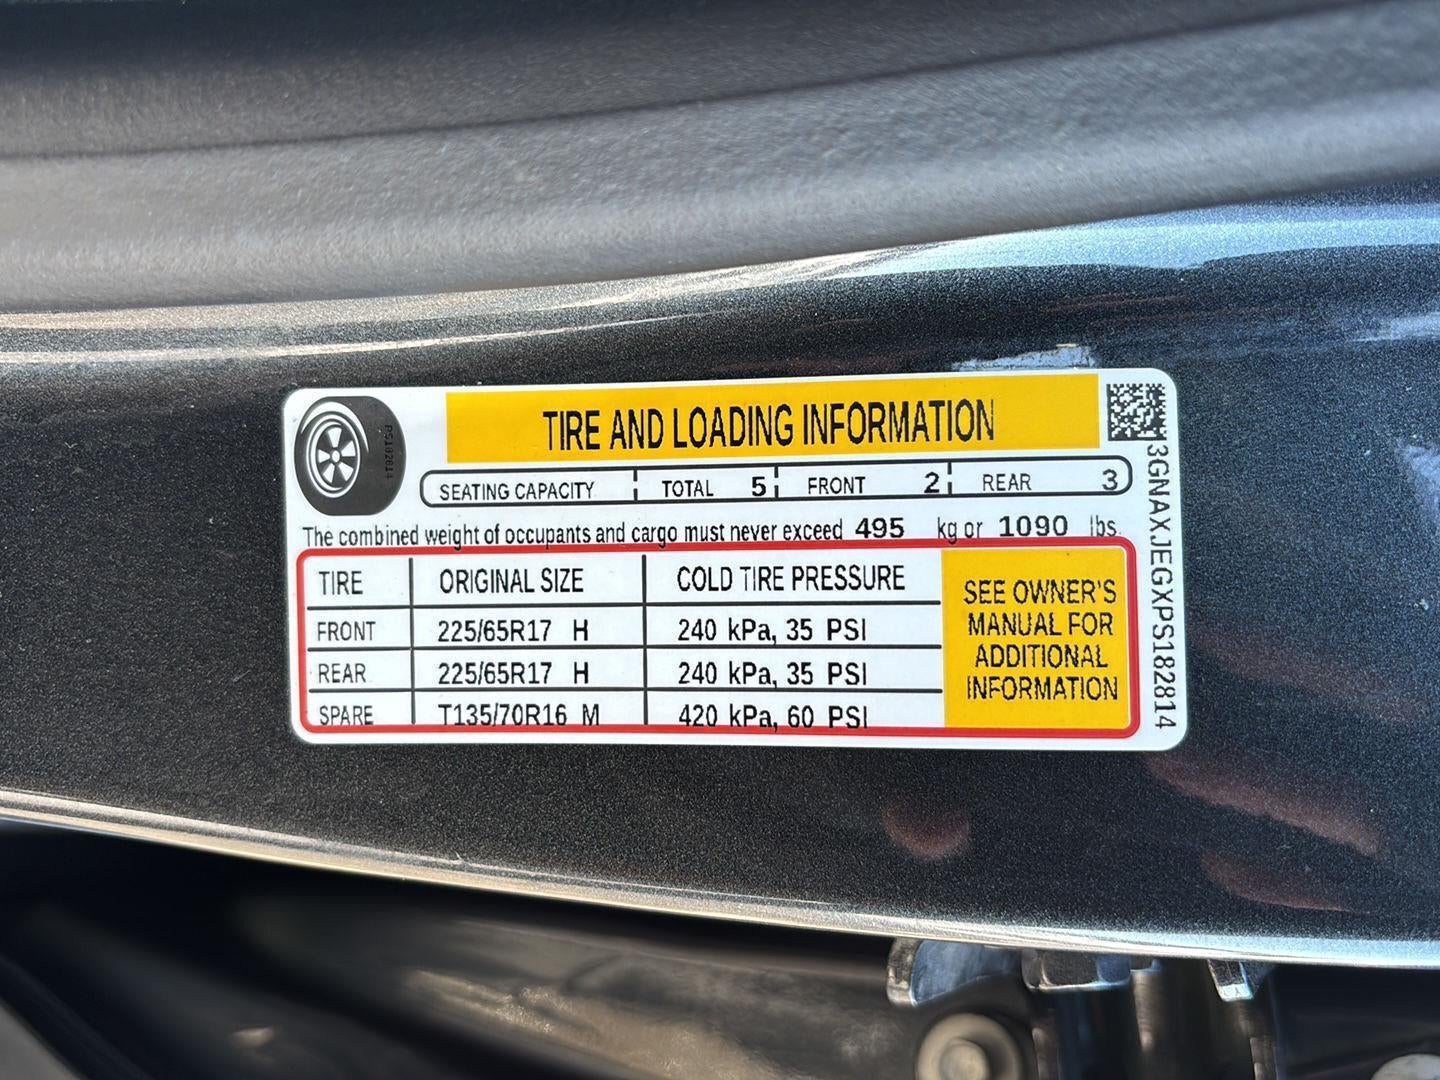 TIRE AND LOADING INFORMATION
SEATING CAPACITY TOTAL 5 FRONT 2 REAR 3
The combined weight of occupants and cargo must never exceed 495 kg or 1090 lbs.
TIRE ORIGINAL SIZE COLD TIRE PRESSURE
FRONT 225/65R17 H 240 kPa, 35 PSI
REAR 225/65R17 H 240 kPa, 35 PSI
SPARE T135/70R16 M 420 kPa, 60 PSI
SEE OWNER'S
MANUAL FOR
ADDITIONAL
INFORMATION
3GNAXJEGXPS182814
PS182814